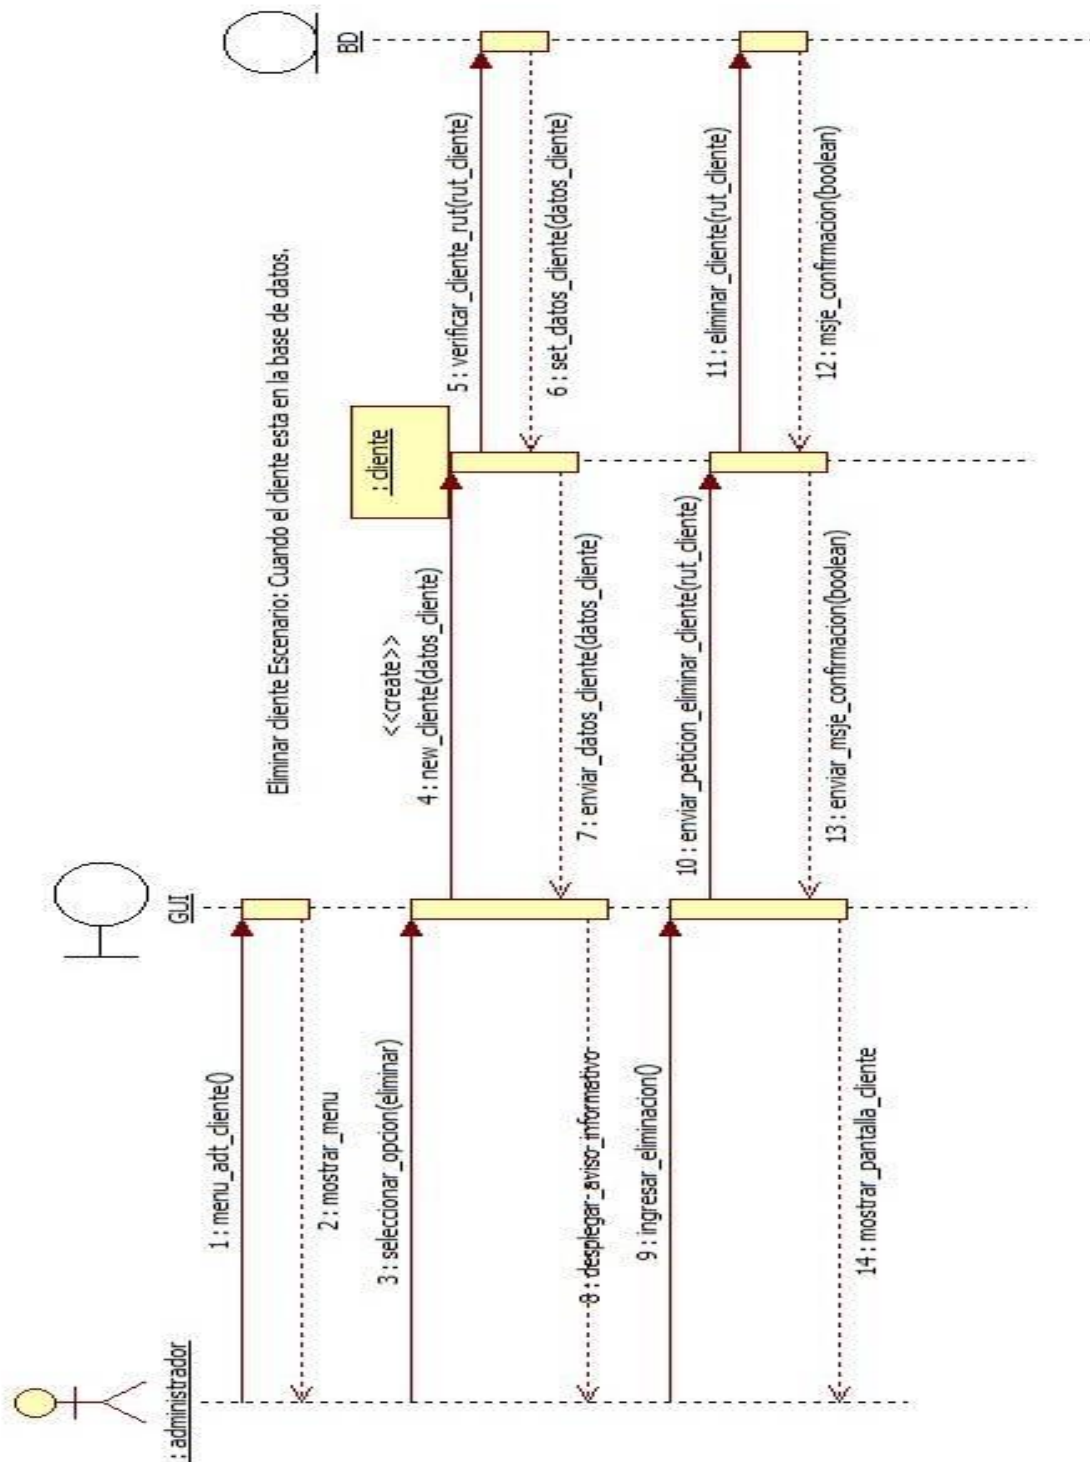 : administrador
GUI
: cliente
BD
Eliminar cliente Escenario: Cuando el cliente esta en la base de datos.
1 : menu_adt_cliente()
2 : mostrar_menu
3 : seleccionar_opcion(eliminar)
<<create>>
4 : new_cliente(datos_cliente)
5 : verificar_cliente_rut(rut_cliente)
6 : set_datos_cliente(datos_cliente)
7 : enviar_datos_cliente(datos_cliente)
8 : desplegar_aviso_informativo
9 : ingresar_eliminacion()
10 : enviar_peticion_eliminar_cliente(rut_cliente)
11 : eliminar_cliente(rut_cliente)
12 : msje_confirmacion(boolean)
13 : enviar_msje_confirmacion(boolean)
14 : mostrar_pantalla_cliente